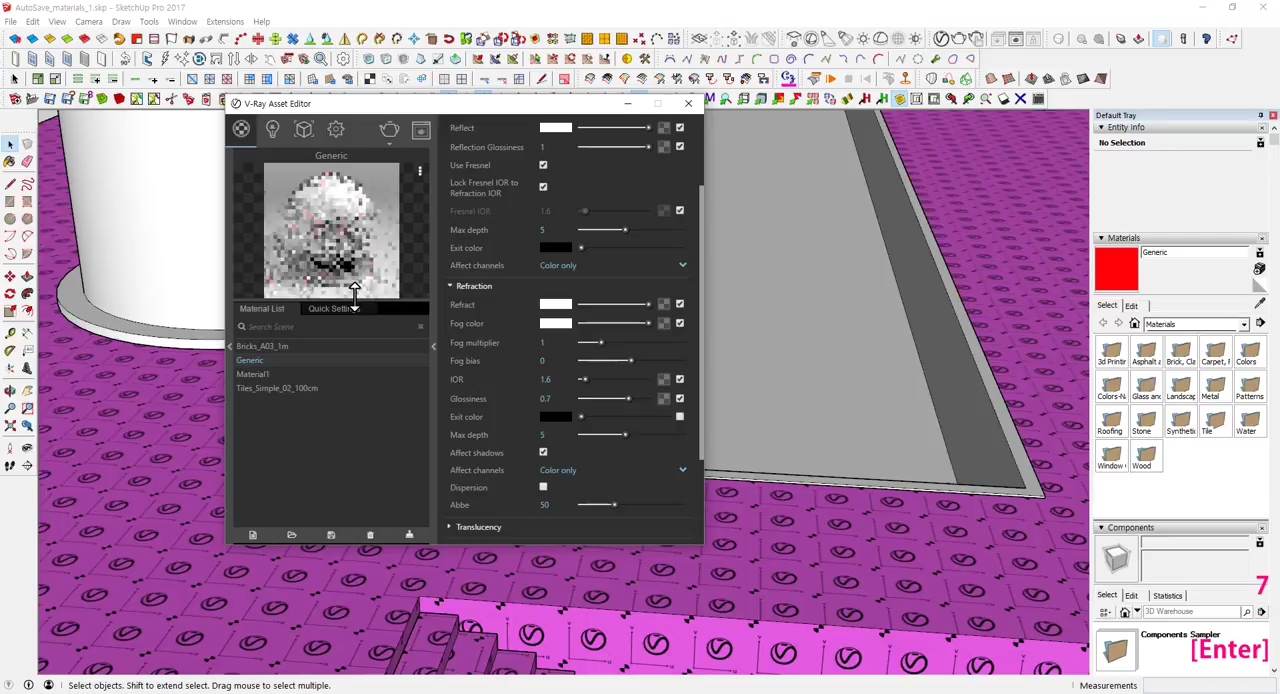 AutoSave_materials_1.skp - SketchUp Pro 2017
File Edit View Camera Draw Tools Window Extensions Help
V-Ray Asset Editor
Generic
Material List Quick Settings
Search Scene
Bricks_A03_1m
Generic
Material1
Tiles_Simple_02_100cm
Reflect
Reflection Glossiness 1
Use Fresnel
Lock Fresnel IOR to
Refraction IOR
Fresnel IOR 1.6
Max depth 5
Exit color
Affect channels Color only
Refraction
Refract
Fog color
Fog multiplier 1
Fog bias 0
IOR 1.6
Glossiness 0.7
Exit color
Max depth 5
Affect shadows
Affect channels Color only
Dispersion
Abbe 50
Translucency
Default Tray
Entity Info
No Selection
Materials
Generic
Select Edit
Materials
3d Printi Asphalt a Brick, Cla Carpet, F Colors
Colors-N Glass and Landscap Metal Patterns
Roofing Stone Synthetic Tile Water
Window Wood
Components
Select Edit Statistics
3D Warehouse
Components Sampler
7
[Enter]
Select objects. Shift to extend select. Drag mouse to select multiple.
Measurements